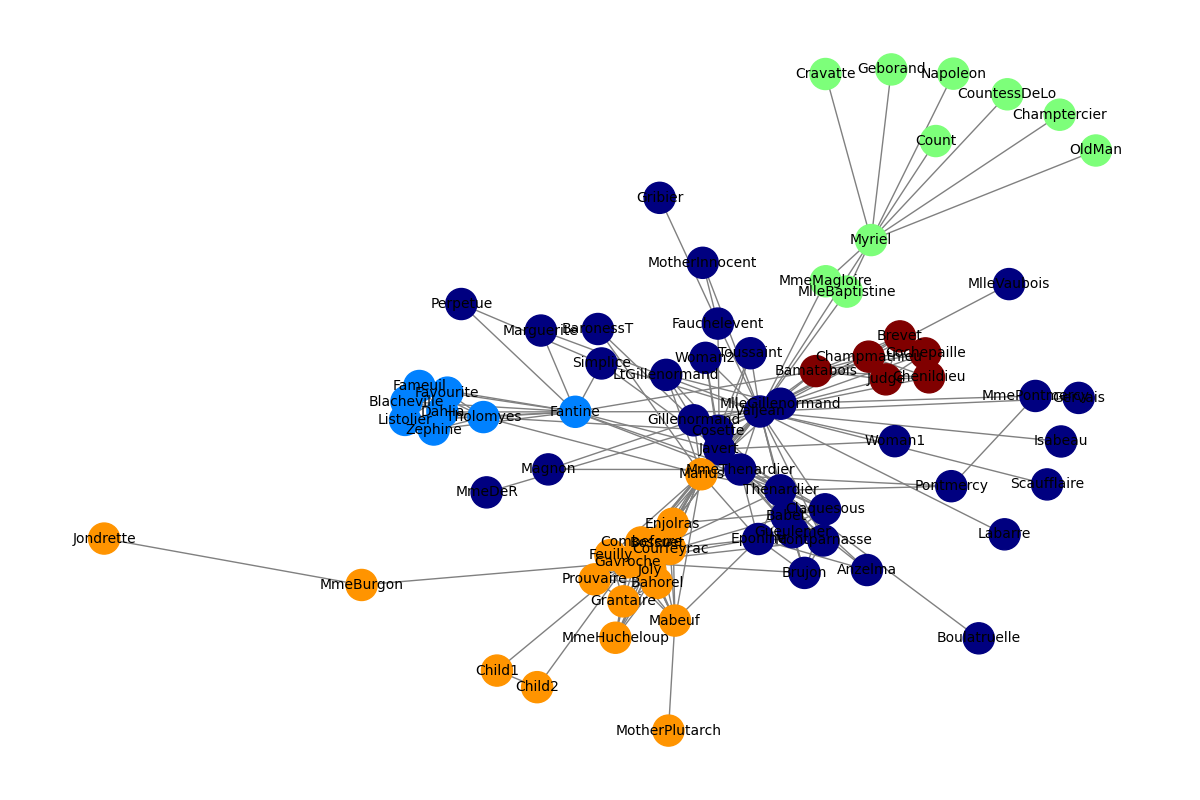 Cravatte
Geborand
Napoleon
CountessDeLo
Champtercier
Count
OldMan
Gribier
Myriel
MotherInnocent
MmeMagloire
MlleBaptistine
MlleVaubois
Perpetue
Marguerite
BaronessT
Fauchelevent
Brevet
Simplice
Woman2
Toussaint
Champmathieu
Cochepaille
LtGillenormand
Bamatabois
Judge
Chenildieu
Fameuil
Favourite
Blacheville
Dahlia
Listolier
Tholomyes
Zephine
Fantine
Gillenormand
MlleGillenormand
Valjean
MmePontmercy
Gervais
Cosette
Javert
Woman1
Isabeau
Magnon
Marius
MmeThenardier
MmeDeR
Thenardier
Pontmercy
Scaufflaire
Claquesous
Babet
Gueulemer
Enjolras
Eponine
Montparnasse
Labarre
Jondrette
Combeferre
Bossuet
Courfeyrac
Feuilly
Gavroche
Joly
Prouvaire
Bahorel
Brujon
Anzelma
MmeBurgon
Grantaire
Mabeuf
MmeHucheloup
Boulatruelle
Child1
Child2
MotherPlutarch